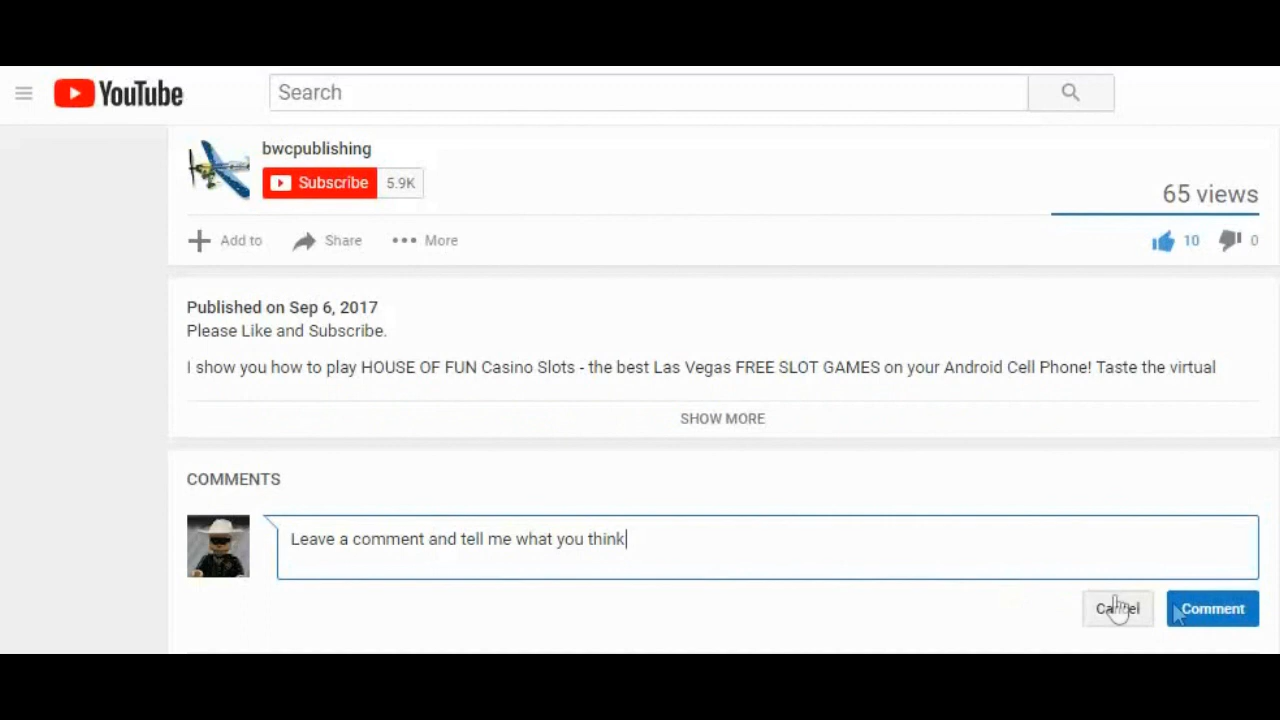 YouTube
Search
bwcpublishing
Subscribe 5.9K
65 views
Add to Share More 10 0
Published on Sep 6, 2017
Please Like and Subscribe.
I show you how to play HOUSE OF FUN Casino Slots - the best Las Vegas FREE SLOT GAMES on your Android Cell Phone! Taste the virtual
SHOW MORE
COMMENTS
Leave a comment and tell me what you think
Cancel Comment